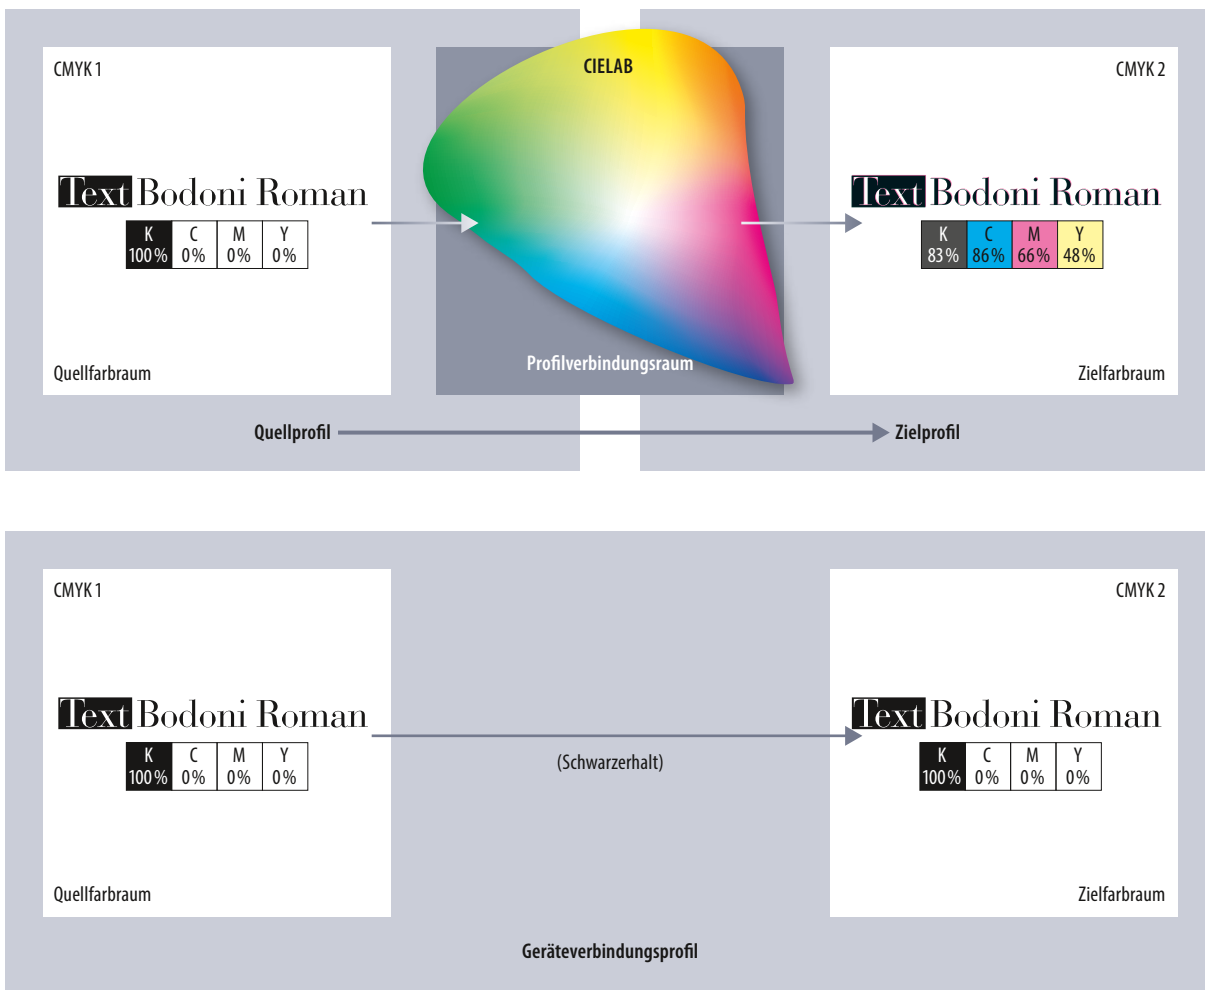 CMYK 1
CIELAB
CMYK 2
Text Bodoni Roman
Text Bodoni Roman
K C M Y
100% 0% 0% 0%
K C M Y
83% 86% 66% 48%
Profilverbindungsraum
Quellfarbraum
Zielfarbraum
Quellprofil
Zielprofil
CMYK 1
CMYK 2
Text Bodoni Roman
Text Bodoni Roman
K C M Y
100% 0% 0% 0%
(Schwarzerhalt)
K C M Y
100% 0% 0% 0%
Quellfarbraum
Zielfarbraum
Geräteverbindungsprofil